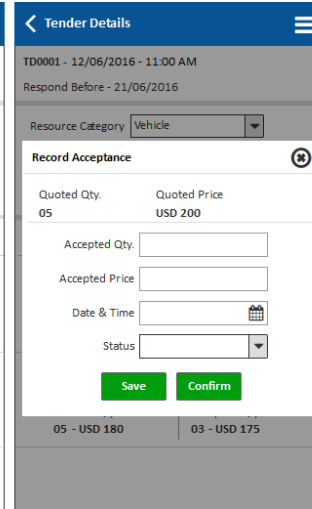 Tender Details
TD0001 - 12/06/2016 - 11:00 AM
Respond Before - 21/06/2016
Resource Category Vehicle
Record Acceptance
Quoted Qty. Quoted Price
05 USD 200
Accepted Qty.
Accepted Price
Date & Time
Status
Save Confirm
05 - USD 180 03 - USD 175